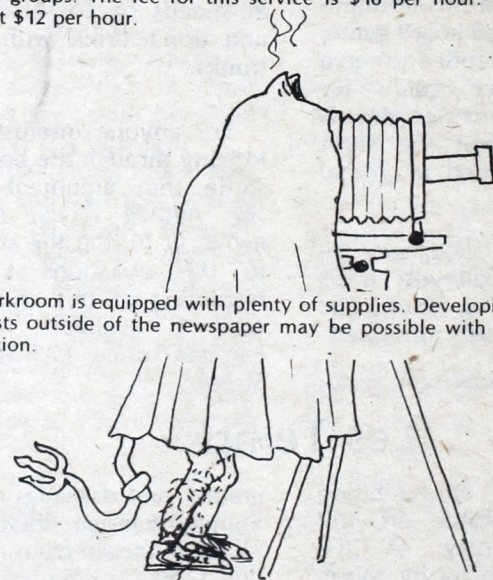 groups. The fee for this service is $16 per hour.
t $12 per hour.
rkroom is equipped with plenty of supplies. Developi
sts outside of the newspaper may be possible with
tion.